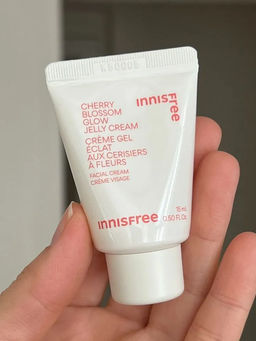 CHERRY
BLOSSOM
GLOW
JELLY CREAM
CRÈME GEL
ÉCLAT
AUX CERISIERS
À FLEURS
FACIAL CREAM
CRÈME VISAGE
INNISFree
15 mL
0.50 FL.Oz.
INNISFree